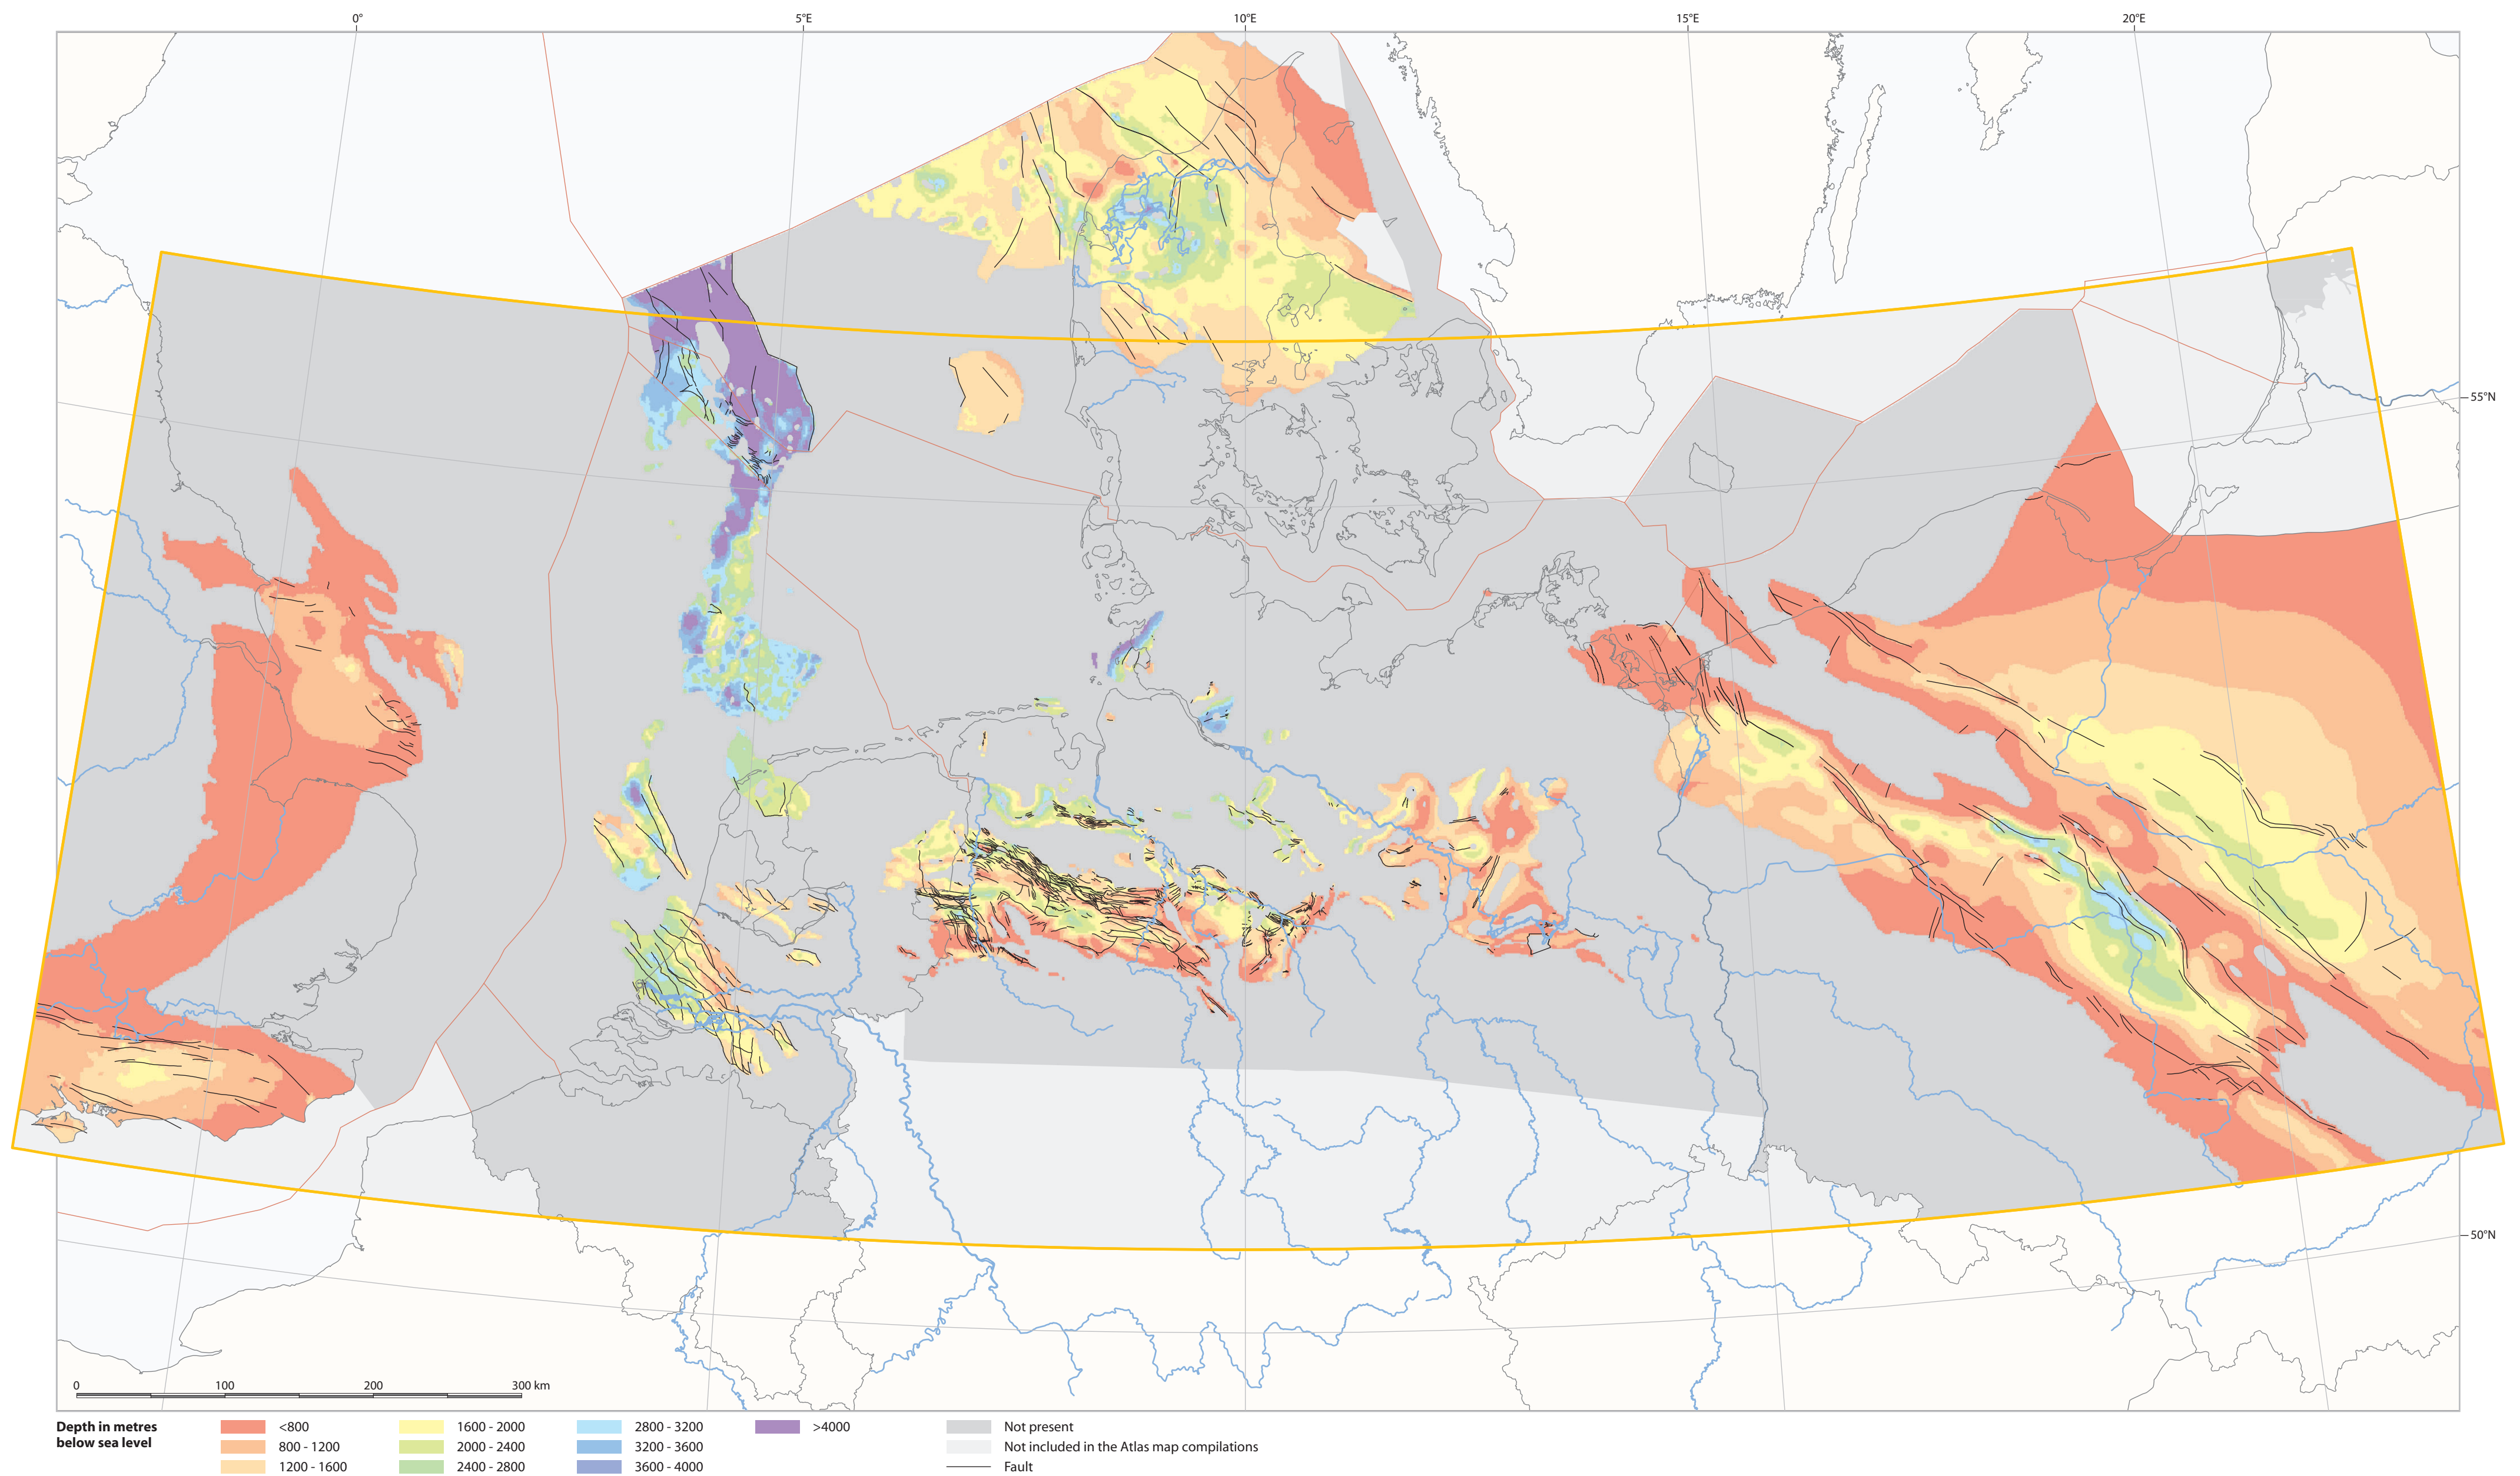 0°
5°E
10°E
15°E
20°E
55°N
50°N
0
100
200
300 km
Depth in metres
below sea level
<800
800 - 1200
1200 - 1600
1600 - 2000
2000 - 2400
2400 - 2800
2800 - 3200
3200 - 3600
3600 - 4000
>4000
Not present
Not included in the Atlas map compilations
Fault